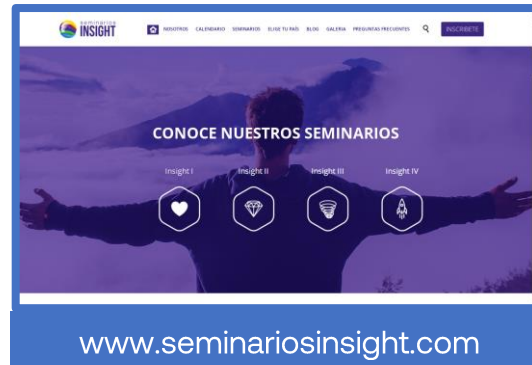 seminarios
INSIGHT
NOSOTROS CALENDARIO SEMINARIOS ELIGE TU PAÍS BLOG GALERIA PREGUNTAS FRECUENTES INSCRIBETE
CONOCE NUESTROS SEMINARIOS
Insight I Insight II Insight III Insight IV
www.seminariosinsight.com